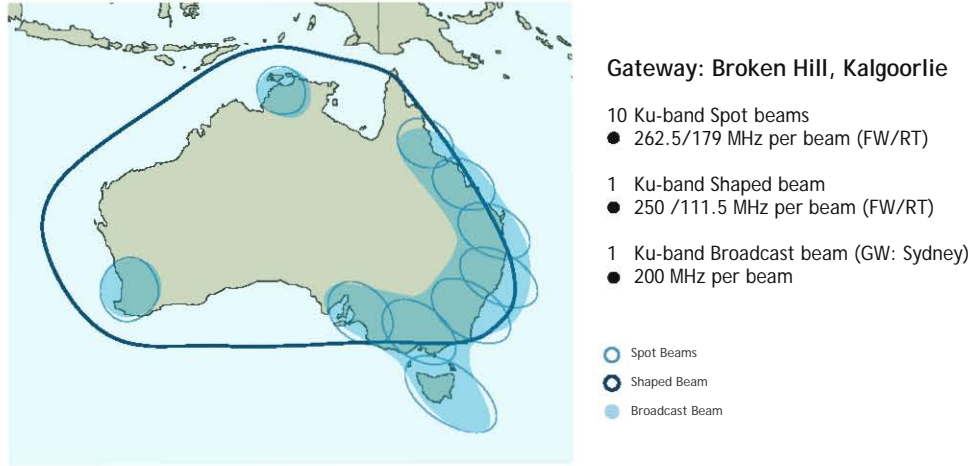 Gateway: Broken Hill, Kalgoorlie
10 Ku-band Spot beams
● 262.5/179 MHz per beam (FW/RT)
1 Ku-band Shaped beam
● 250 /111.5 MHz per beam (FW/RT)
1 Ku-band Broadcast beam (GW: Sydney)
● 200 MHz per beam
Spot Beams
Shaped Beam
Broadcast Beam